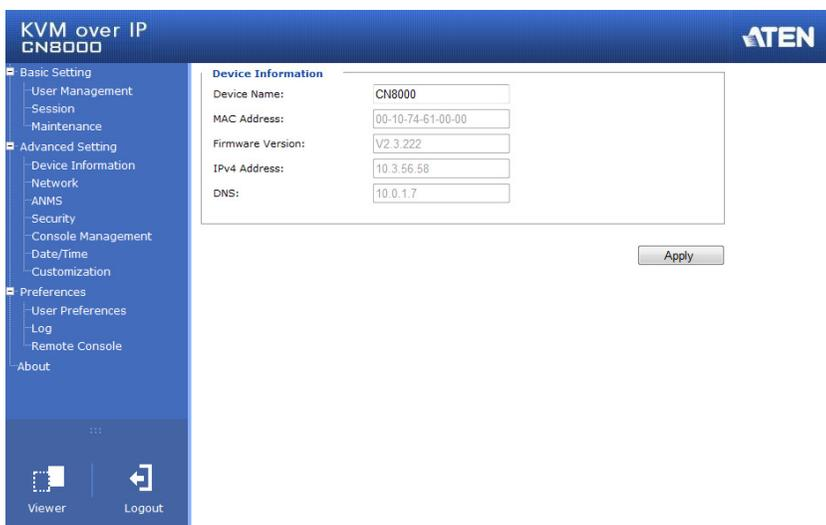 KVM over IP
CN8000
ATEN
Basic Setting
User Management
Session
Maintenance
Advanced Setting
Device Information
Network
ANMS
Security
Console Management
Date/Time
Customization
Preferences
User Preferences
Log
Remote Console
About
Viewer
Logout
Device Information
Device Name: CN8000
MAC Address: 00-10-74-61-00-00
Firmware Version: V2.3.222
IPv4 Address: 10.3.56.58
DNS: 10.0.1.7
Apply